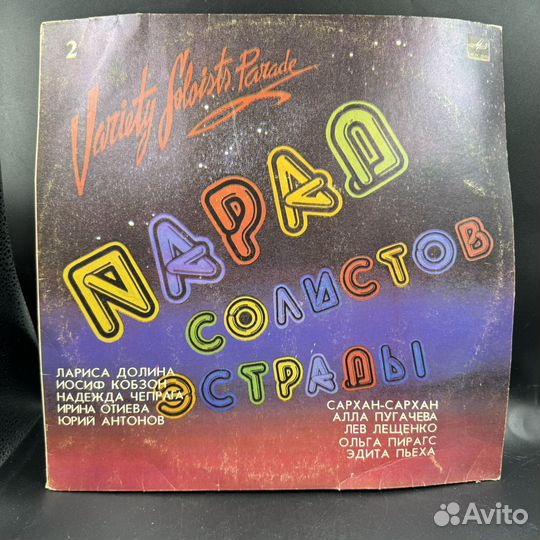 2
Variety Soloists Parade
ПАРАД
СОЛИСТОВ
ЭСТРАДЫ
ЛАРИСА ДОЛИНА
ИОСИФ КОБЗОН
НАДЕЖДА ЧЕПРАГА
ИРИНА ОТИЕВА
ЮРИЙ АНТОНОВ
САРХАН-САРХАН
АЛЛА ПУГАЧЕВА
ЛЕВ ЛЕЩЕНКО
ОЛЬГА ПИРАГС
ЭДИТА ПЬЕХА
Avito